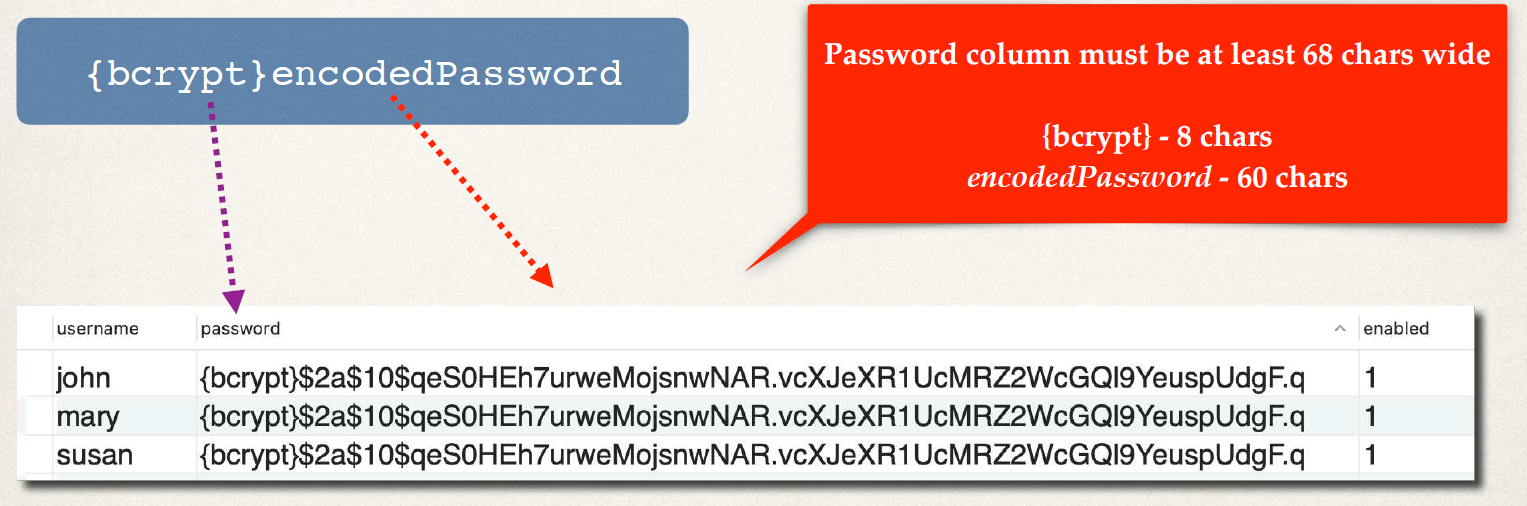 {bcrypt}encodedPassword
Password column must be at least 68 chars wide
{bcrypt} - 8 chars
encodedPassword - 60 chars
username password enabled
john {bcrypt}$2a$10$qeS0HEh7urweMojsnwNAR.vcXJeXR1UcMRZ2WcGQl9YeuspUdgF.q 1
mary {bcrypt}$2a$10$qeS0HEh7urweMojsnwNAR.vcXJeXR1UcMRZ2WcGQl9YeuspUdgF.q 1
susan {bcrypt}$2a$10$qeS0HEh7urweMojsnwNAR.vcXJeXR1UcMRZ2WcGQl9YeuspUdgF.q 1